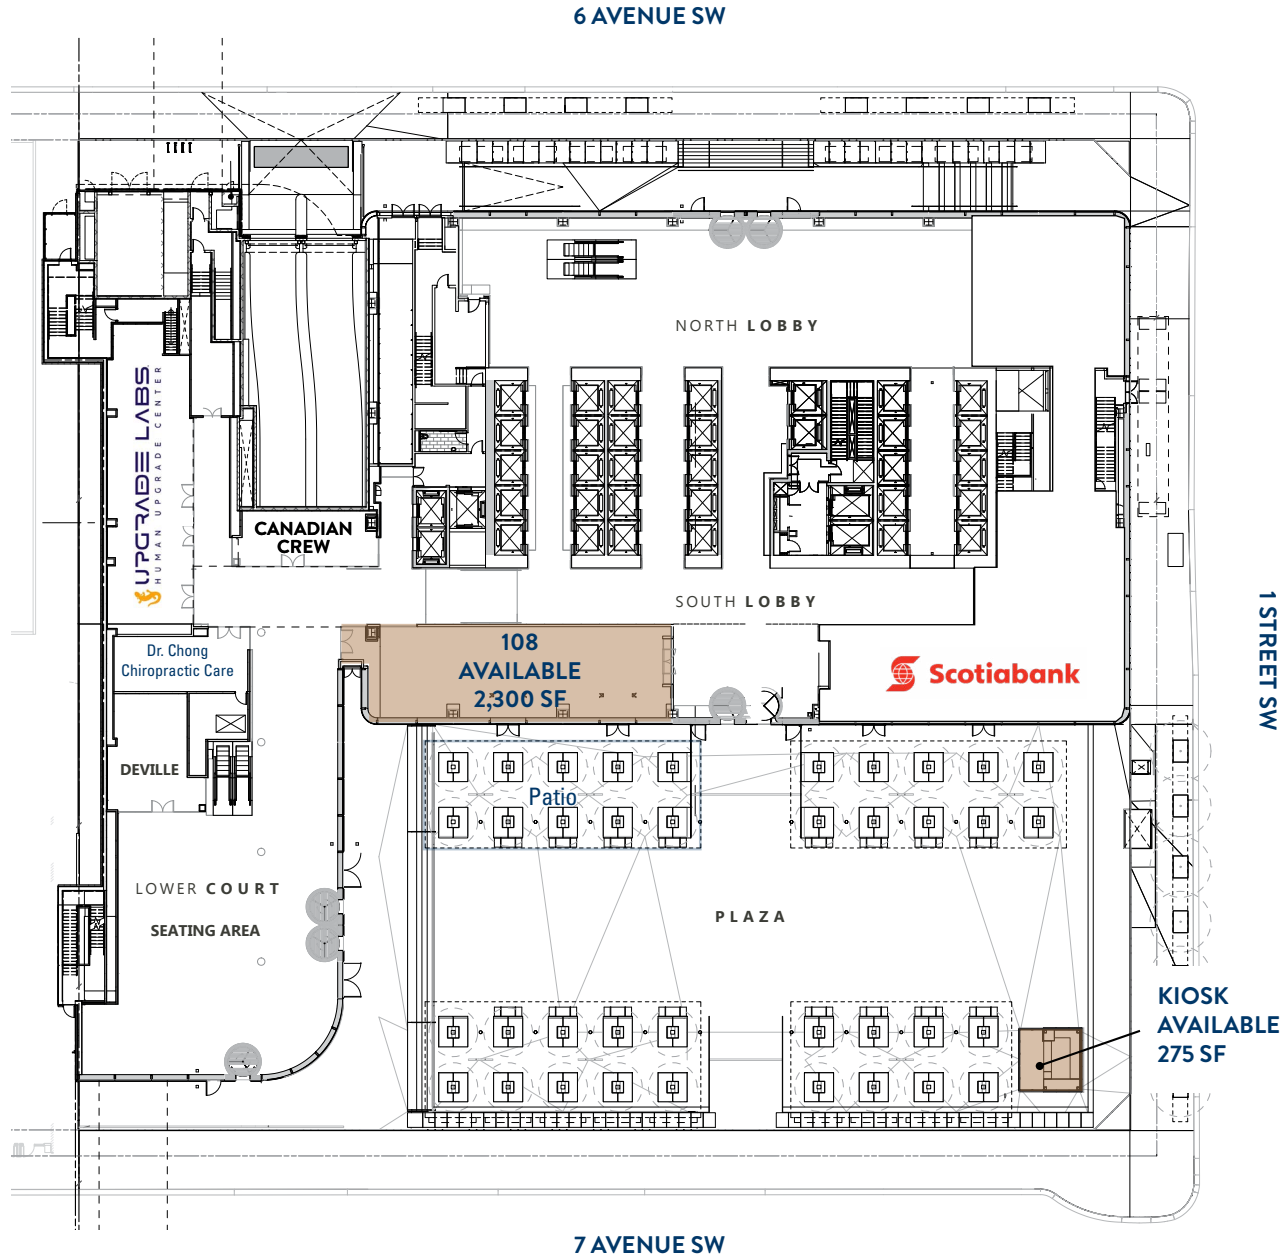 6 AVENUE SW
NORTH LOBBY
UPGRADE LABS
HUMAN UPGRADE CENTER
CANADIAN
CREW
SOUTH LOBBY
1 STREET SW
108
AVAILABLE
2,300 SF
Dr. Chong
Chiropractic Care
Scotiabank
DEVILLE
Patio
LOWER COURT
SEATING AREA
PLAZA
KIOSK
AVAILABLE
275 SF
7 AVENUE SW